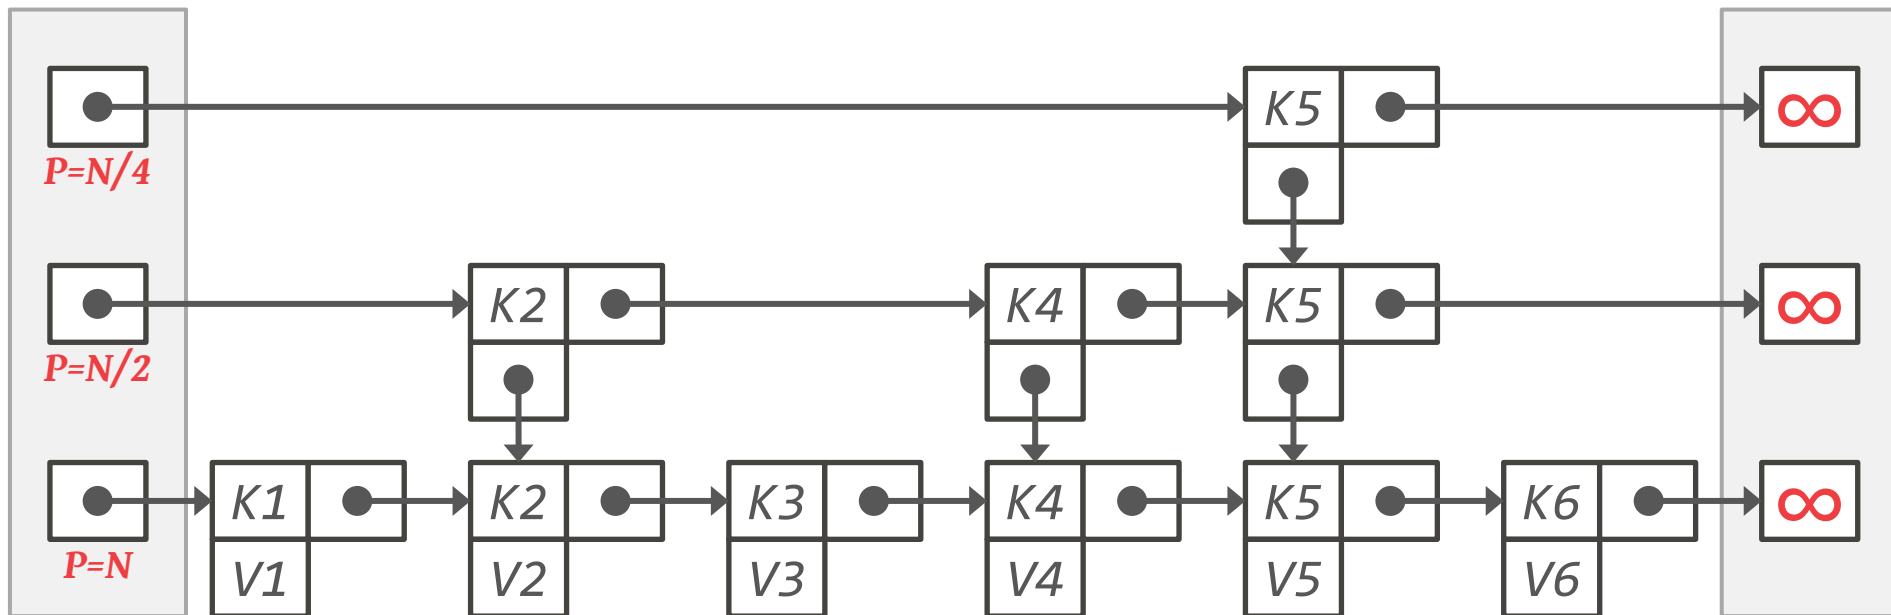 K5 ∞
P=N/4
K2 K4 K5 ∞
P=N/2
K1 K2 K3 K4 K5 K6 ∞
P=N
V1 V2 V3 V4 V5 V6